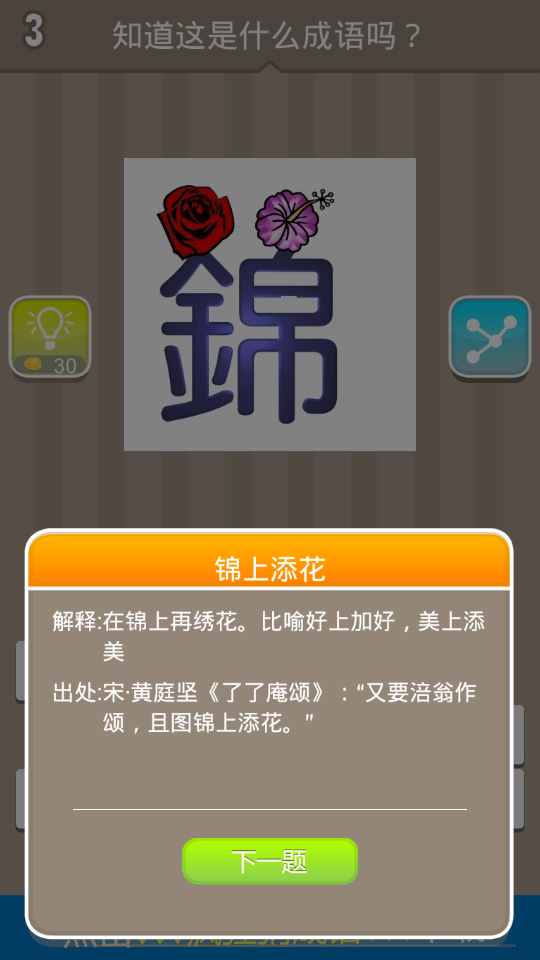 3
知道这是什么成语吗？
錦
30
锦上添花
解释:在锦上再绣花。比喻好上加好，美上添
美
出处:宋·黄庭坚《了了庵颂》：“又要涪翁作
颂，且图锦上添花。”
下一题